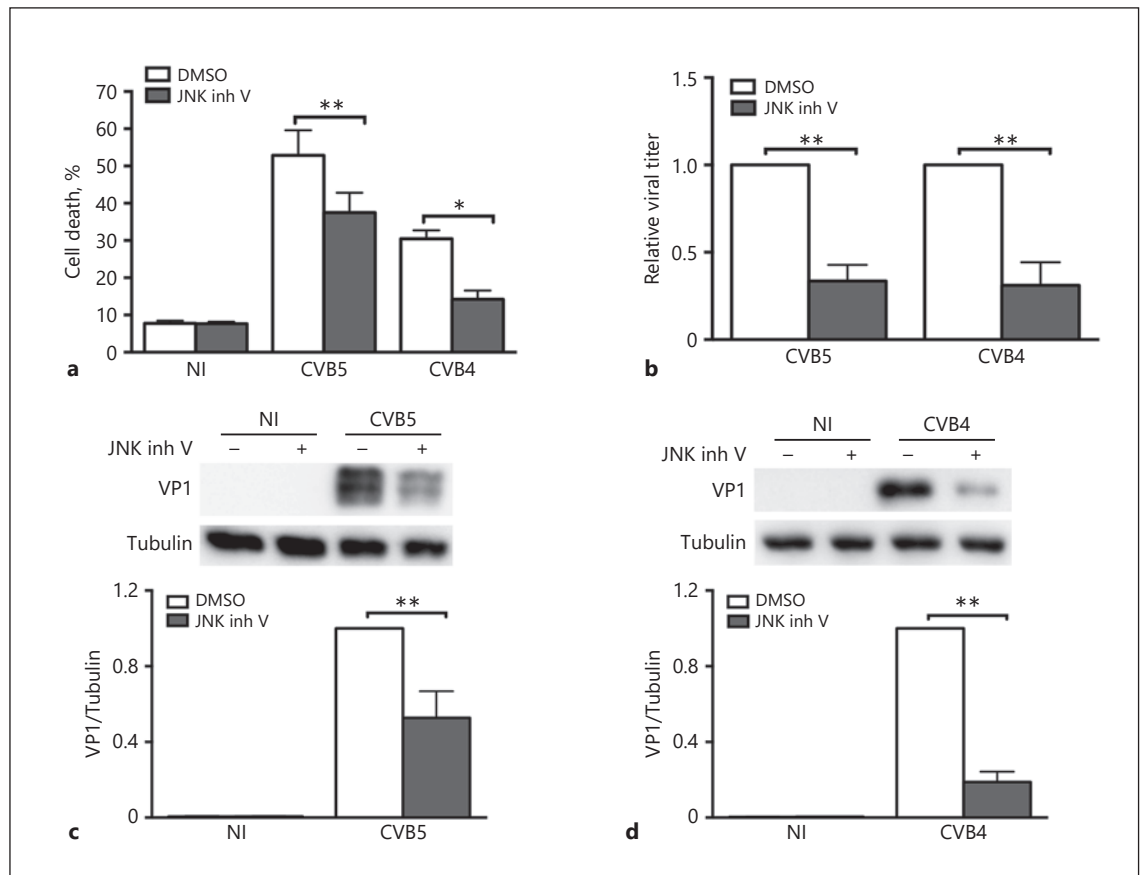 DMSO
JNK inh V
70
60
50
40
30
20
10
0
Cell death, %
**
*
NI
CVB5
CVB4
a
DMSO
JNK inh V
1.5
1.0
0.5
0
Relative viral titer
**
**
CVB5
CVB4
b
NI
CVB5
JNK inh V – + – +
VP1
Tubulin
1.2
0.8
0.4
0
VP1/Tubulin
DMSO
JNK inh V
**
NI
CVB5
c
NI
CVB4
JNK inh V – + – +
VP1
Tubulin
1.2
0.8
0.4
0
VP1/Tubulin
DMSO
JNK inh V
**
NI
CVB4
d